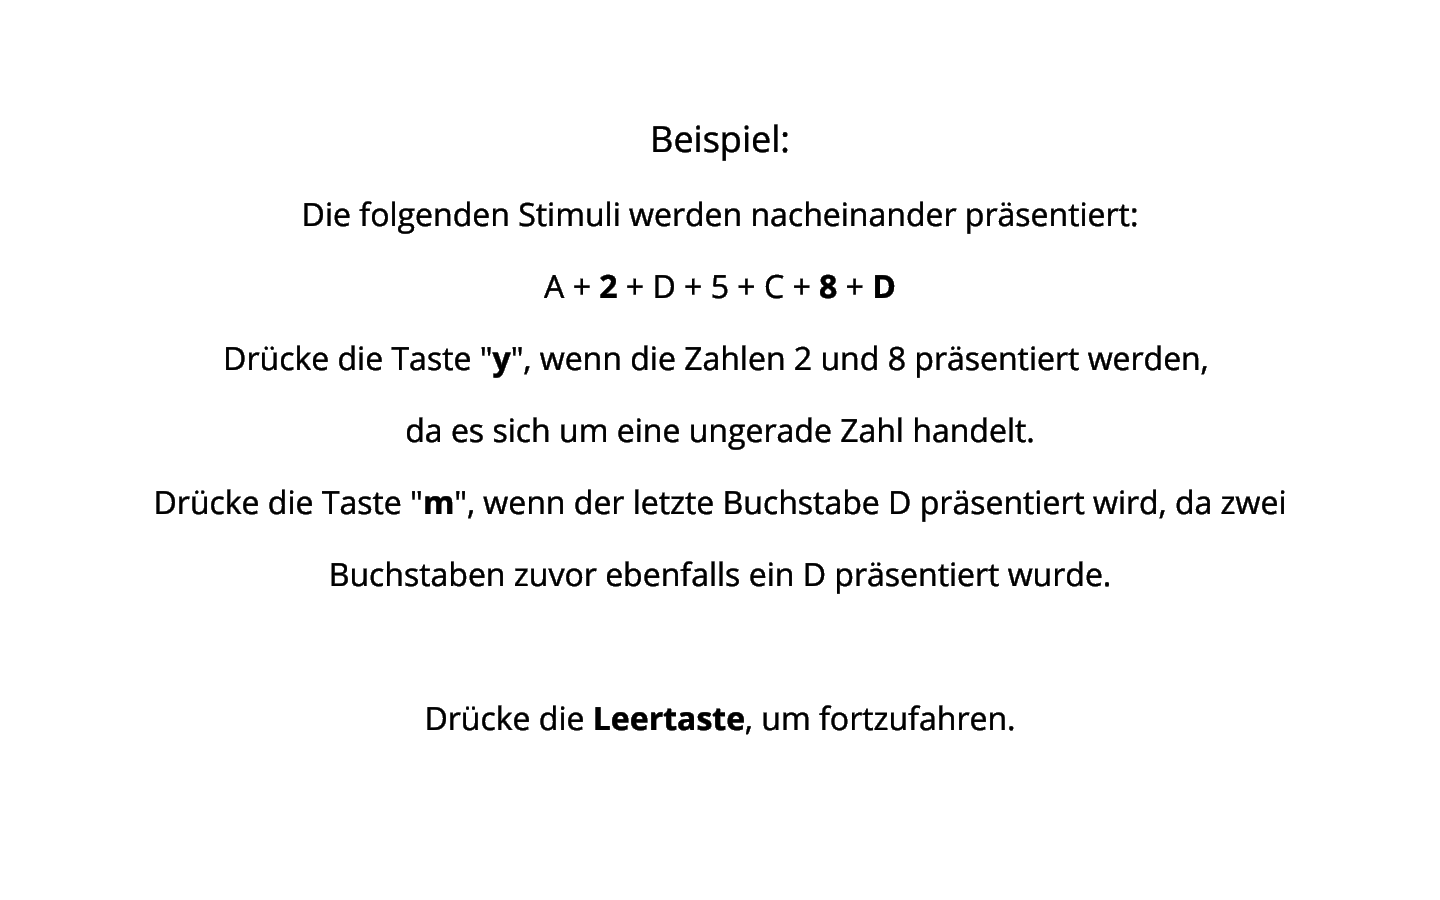 Beispiel:
Die folgenden Stimuli werden nacheinander präsentiert:
A + 2 + D + 5 + C + 8 + D
Drücke die Taste "y", wenn die Zahlen 2 und 8 präsentiert werden,
da es sich um eine ungerade Zahl handelt.
Drücke die Taste "m", wenn der letzte Buchstabe D präsentiert wird, da zwei
Buchstaben zuvor ebenfalls ein D präsentiert wurde.
Drücke die Leertaste, um fortzufahren.